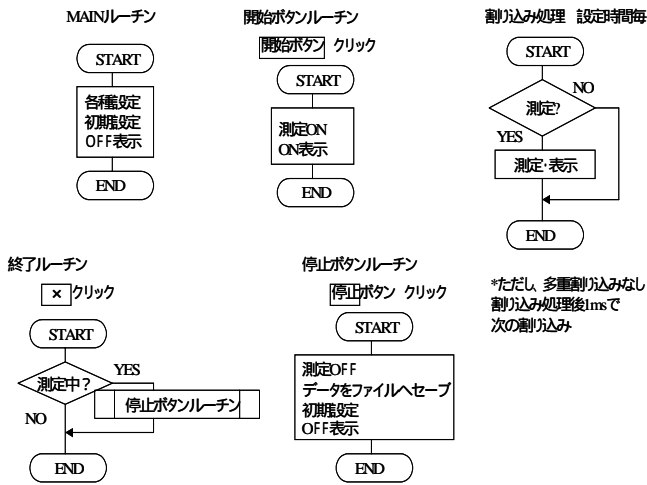 MAINルーチン
START
各種設定
初期設定
OFF表示
END
開始ボタンルーチン
開始ボタン クリック
START
測定ON
ON表示
END
割り込み処理 設定時間毎
START
測定?
NO
YES
測定・表示
END
*ただし、多重割り込みなし
割り込み処理後1msで
次の割り込み
終了ルーチン
× クリック
START
測定中?
YES
停止ボタンルーチン
NO
END
停止ボタンルーチン
停止ボタン クリック
START
測定OFF
データをファイルへセーブ
初期設定
OFF表示
END